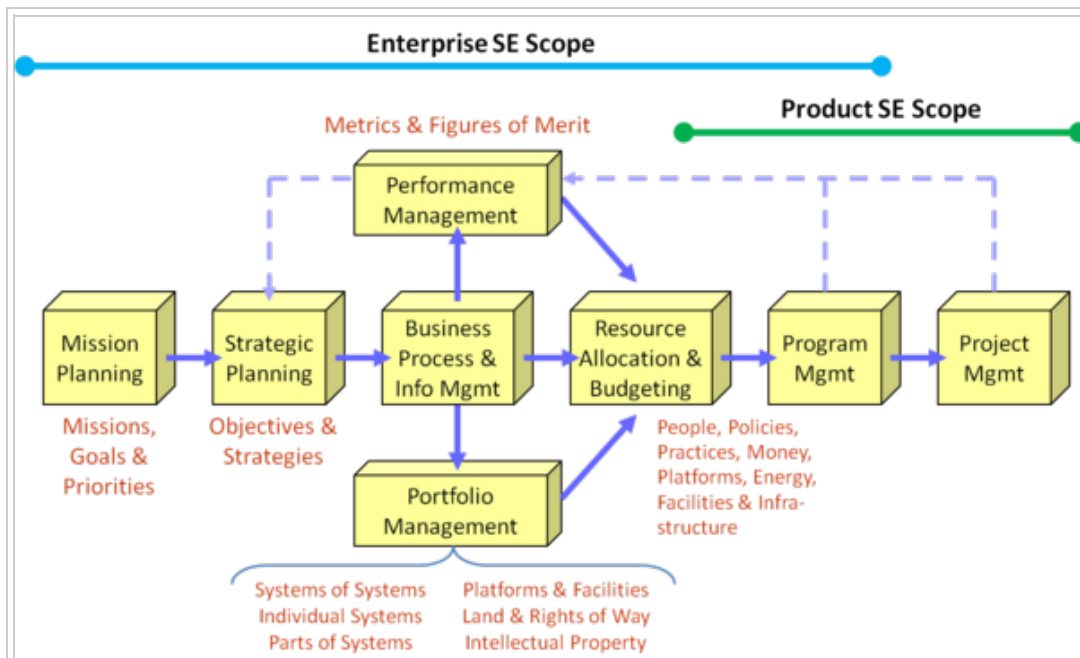 Enterprise SE Scope
Product SE Scope
Metrics & Figures of Merit
Performance
Management
Mission
Planning
Strategic
Planning
Business
Process &
Info Mgmt
Resource
Allocation &
Budgeting
Program
Mgmt
Project
Mgmt
Missions,
Goals &
Priorities
Objectives &
Strategies
People, Policies,
Practices, Money,
Platforms, Energy,
Facilities & Infra-
structure
Portfolio
Management
Systems of Systems
Individual Systems
Parts of Systems
Platforms & Facilities
Land & Rights of Way
Intellectual Property